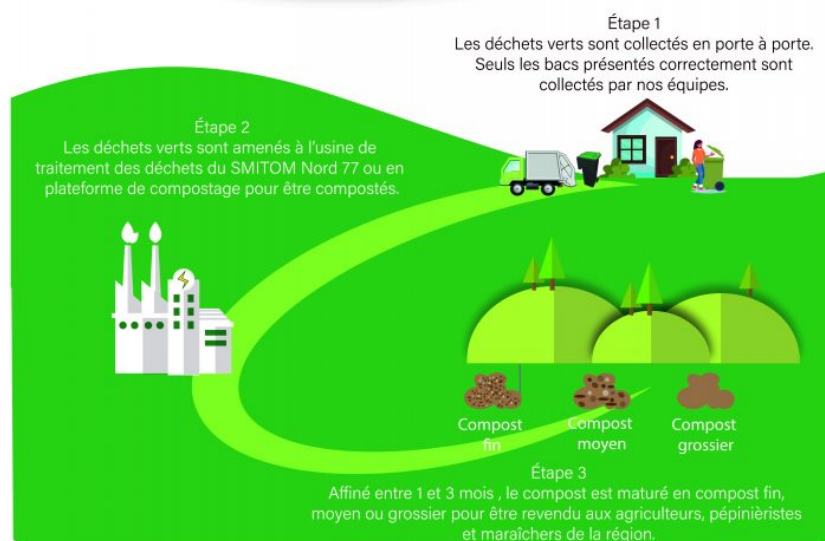 Étape 1
Les déchets verts sont collectés en porte à porte.
Seuls les bacs présentés correctement sont
collectés par nos équipes.
Étape 2
Les déchets verts sont amenés à l'usine de
traitement des déchets du SMITOM Nord 77 ou en
plateforme de compostage pour être compostés.
Compost
fin
Compost
moyen
Compost
grossier
Étape 3
Affiné entre 1 et 3 mois , le compost est maturé en compost fin,
moyen ou grossier pour être revendu aux agriculteurs, pépinièristes
et maraîchers de la région.